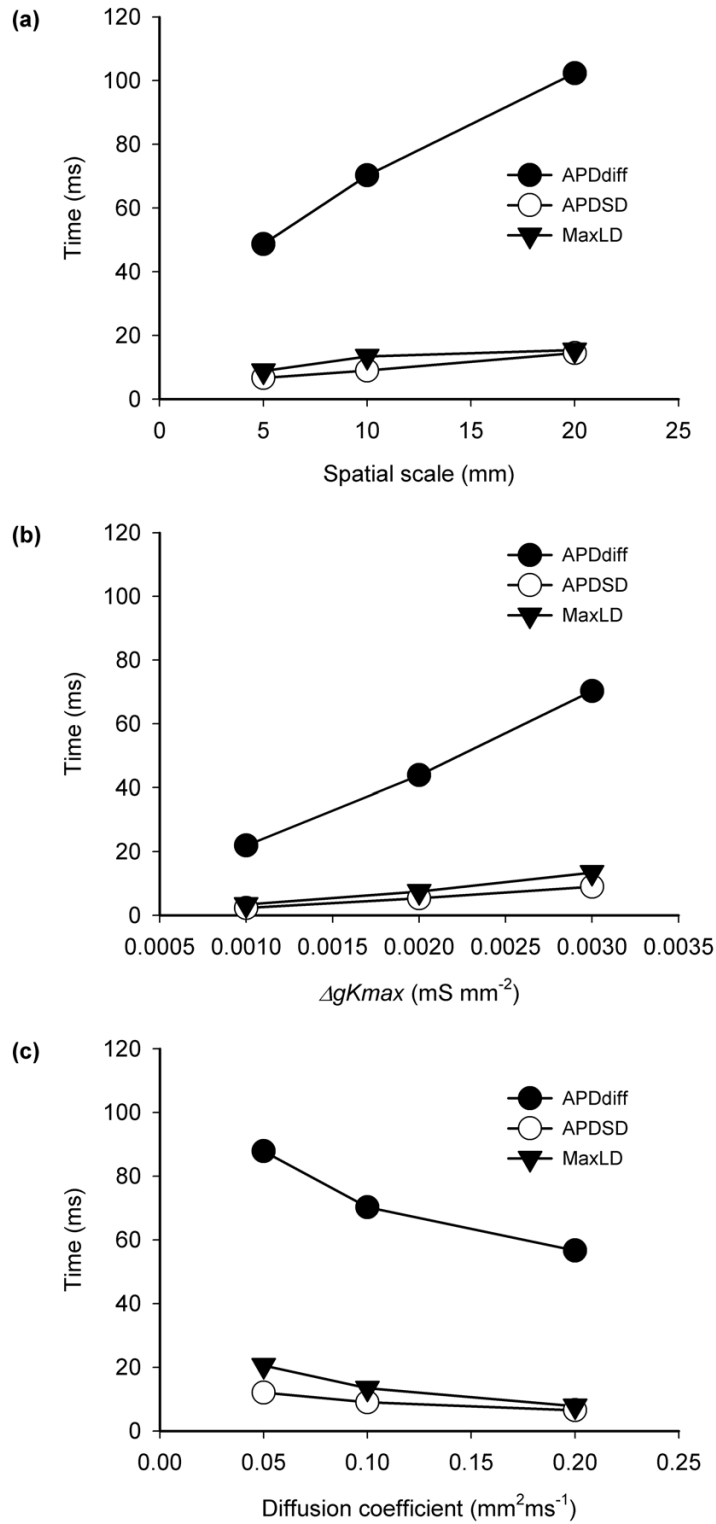 (a)
120
100
80
60
40
20
0
Time (ms)
APDdiff
APDSD
MaxLD
0 5 10 15 20 25
Spatial scale (mm)
(b)
120
100
80
60
40
20
0
Time (ms)
APDdiff
APDSD
MaxLD
0.0005 0.0010 0.0015 0.0020 0.0025 0.0030 0.0035
ΔgKmax (mS mm⁻²)
(c)
120
100
80
60
40
20
0
Time (ms)
APDdiff
APDSD
MaxLD
0.00 0.05 0.10 0.15 0.20 0.25
Diffusion coefficient (mm²ms⁻¹)